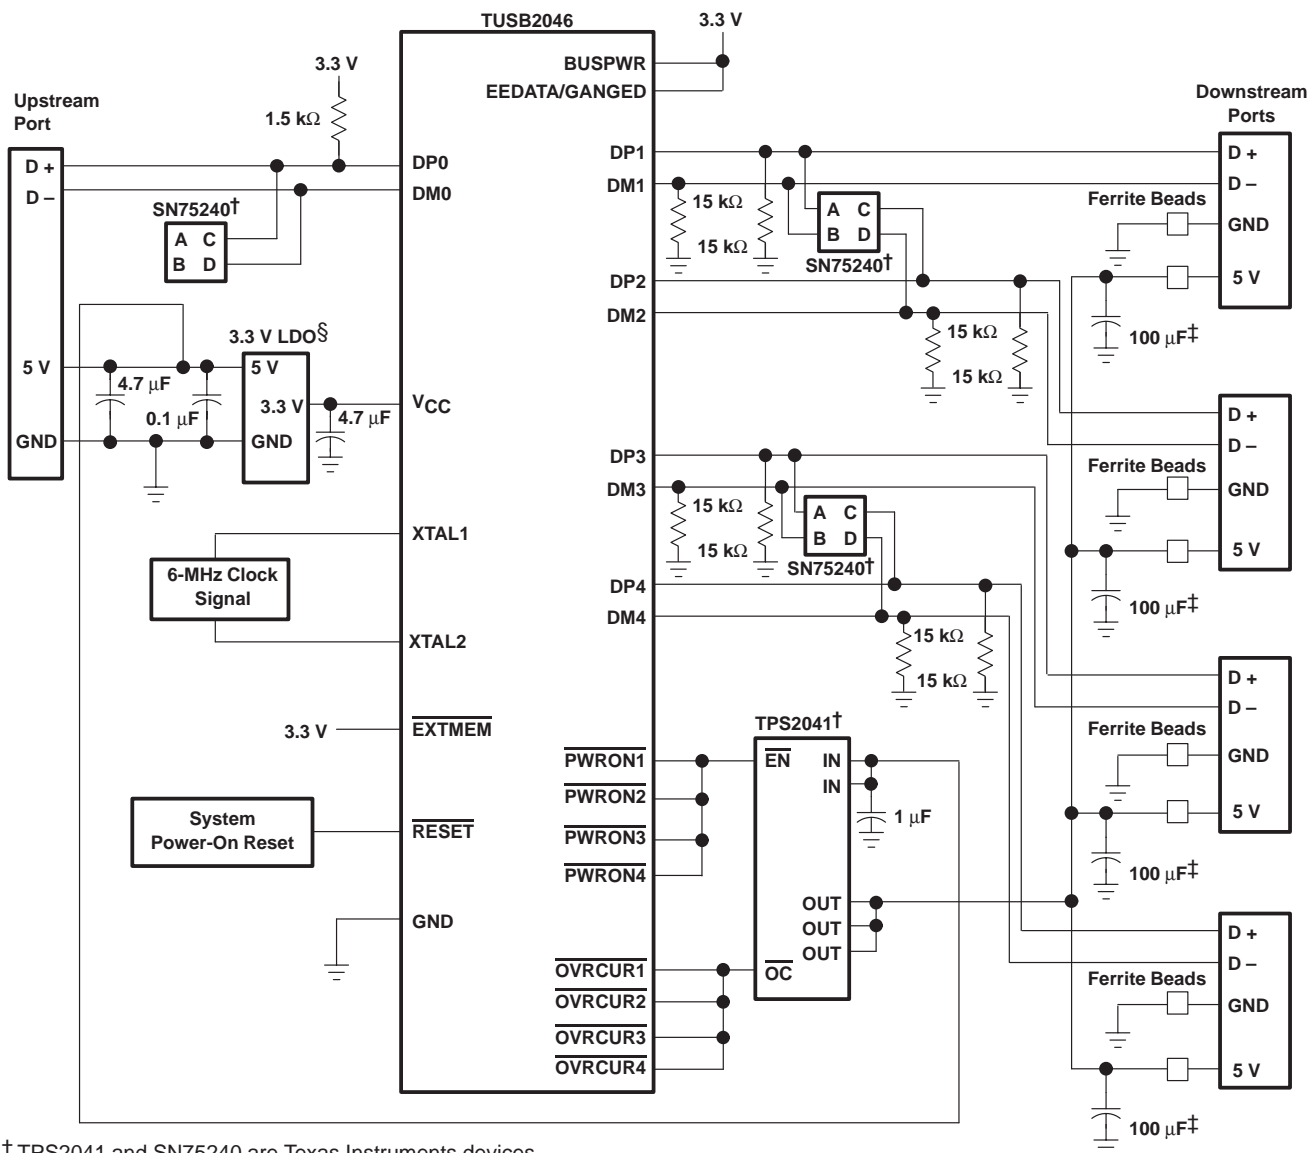 TUSB2046
3.3 V
BUSPWR
EEDATA/GANGED
3.3 V
1.5 kΩ
Upstream
Port
D +
D –
5 V
GND
DP0
DM0
SN75240†
A C
B D
3.3 V LDO§
5 V
3.3 V
GND
4.7 µF
0.1 µF
4.7 µF
VCC
XTAL1
6-MHz Clock
Signal
XTAL2
3.3 V
EXTMEM
System
Power-On Reset
RESET
GND
DP1
DM1
15 kΩ
15 kΩ
A C
B D
SN75240†
DP2
DM2
15 kΩ
15 kΩ
DP3
DM3
15 kΩ
15 kΩ
A C
B D
SN75240†
DP4
DM4
15 kΩ
15 kΩ
PWRON1
PWRON2
PWRON3
PWRON4
OVRCUR1
OVRCUR2
OVRCUR3
OVRCUR4
TPS2041†
EN
IN
IN
1 µF
OUT
OUT
OUT
OC
Downstream
Ports
D +
D –
Ferrite Beads
GND
5 V
100 µF‡
D +
D –
Ferrite Beads
GND
5 V
100 µF‡
D +
D –
Ferrite Beads
GND
5 V
100 µF‡
D +
D –
Ferrite Beads
GND
5 V
100 µF‡
† TPS2041 and SN75240 are Texas Instruments devices